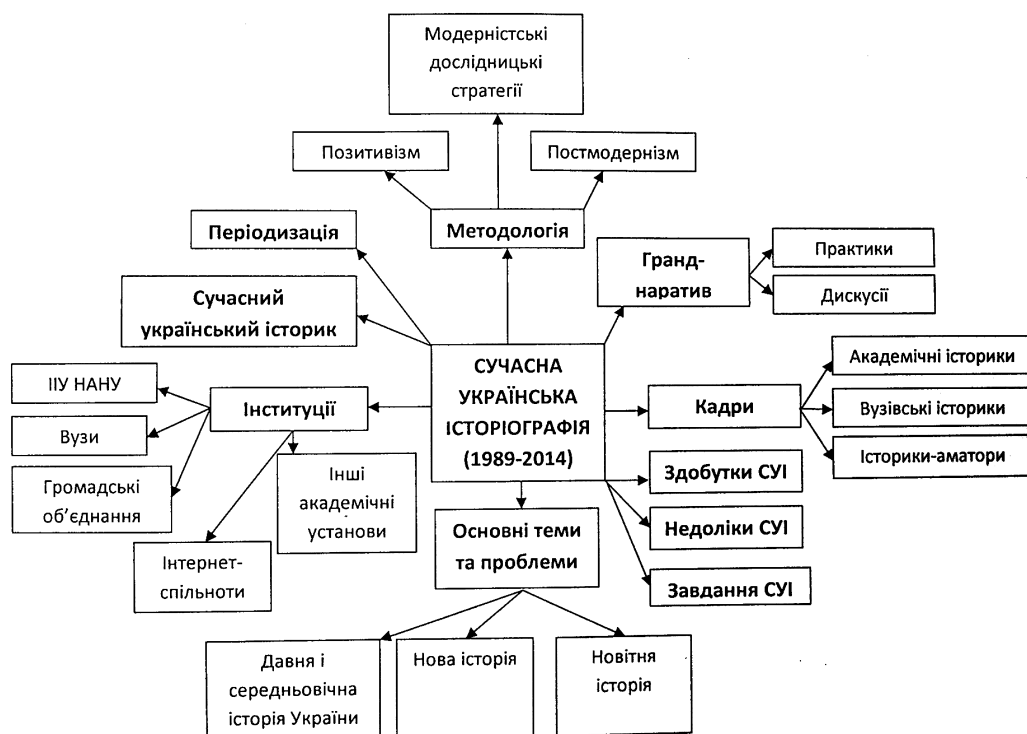 Модерністські
дослідницькі
стратегії
Позитивізм
Постмодернізм
Періодизація
Методологія
Гранд-
наратив
Практики
Дискусії
Сучасний
український історик
СУЧАСНА
УКРАЇНСЬКА
ІСТОРІОГРАФІЯ
(1989-2014)
Академічні історики
Кадри
Вузівські історики
Історики-аматори
ІІУ НАНУ
Інституції
Вузи
Громадські
об’єднання
Інші
академічні
установи
Інтернет-
спільноти
Здобутки СУІ
Недоліки СУІ
Завдання СУІ
Основні теми
та проблеми
Давня і
середньовічна
історія України
Нова історія
Новітня
історія